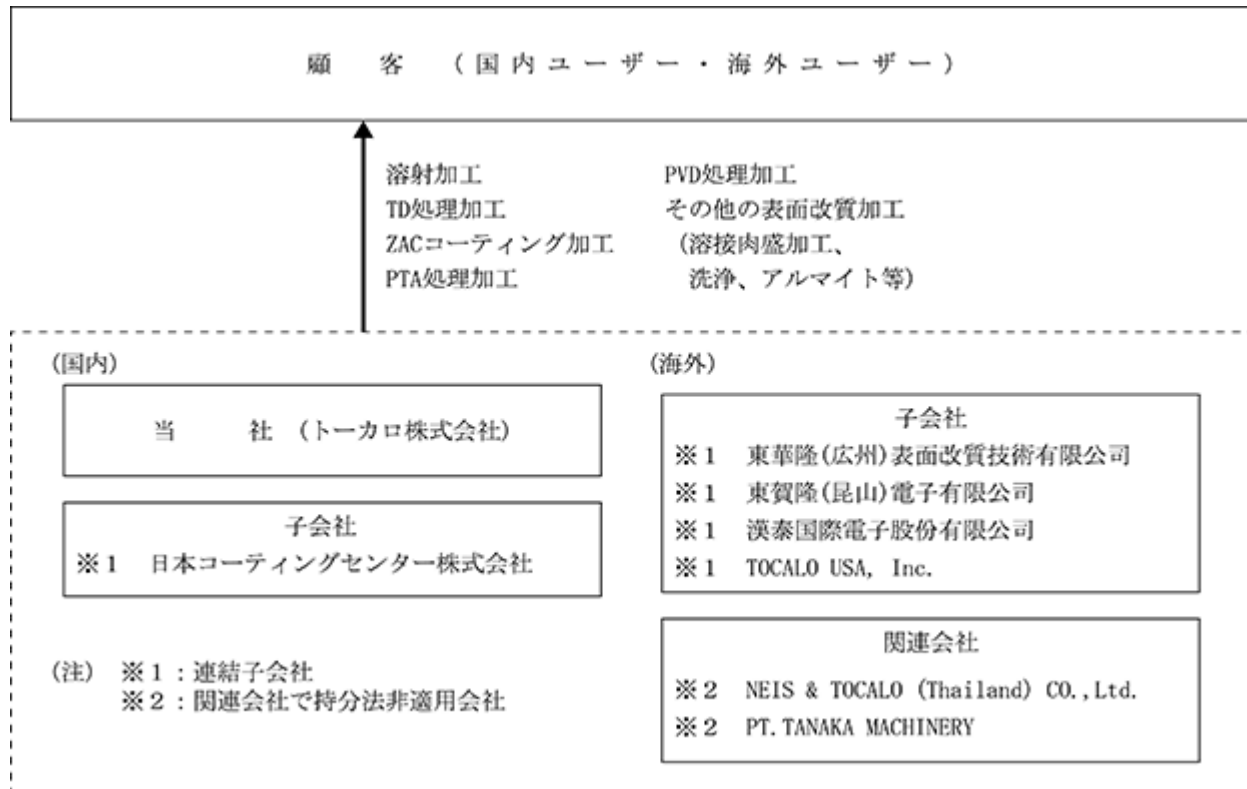 顧　客　（国内ユーザー・海外ユーザー）
溶射加工
TD処理加工
ZACコーティング加工
PTA処理加工
PVD処理加工
その他の表面改質加工
（溶接肉盛加工、
洗浄、アルマイト等）
(国内)
当　　社　(トーカロ株式会社)
子会社
※１　日本コーティングセンター株式会社
(注)　※１：連結子会社
※２：関連会社で持分法非適用会社
(海外)
子会社
※１　東華隆(広州)表面改質技術有限公司
※１　東賀隆(昆山)電子有限公司
※１　漢泰国際電子股份有限公司
※１　TOCALO USA, Inc.
関連会社
※２　NEIS & TOCALO (Thailand) CO.,Ltd.
※２　PT.TANAKA MACHINERY